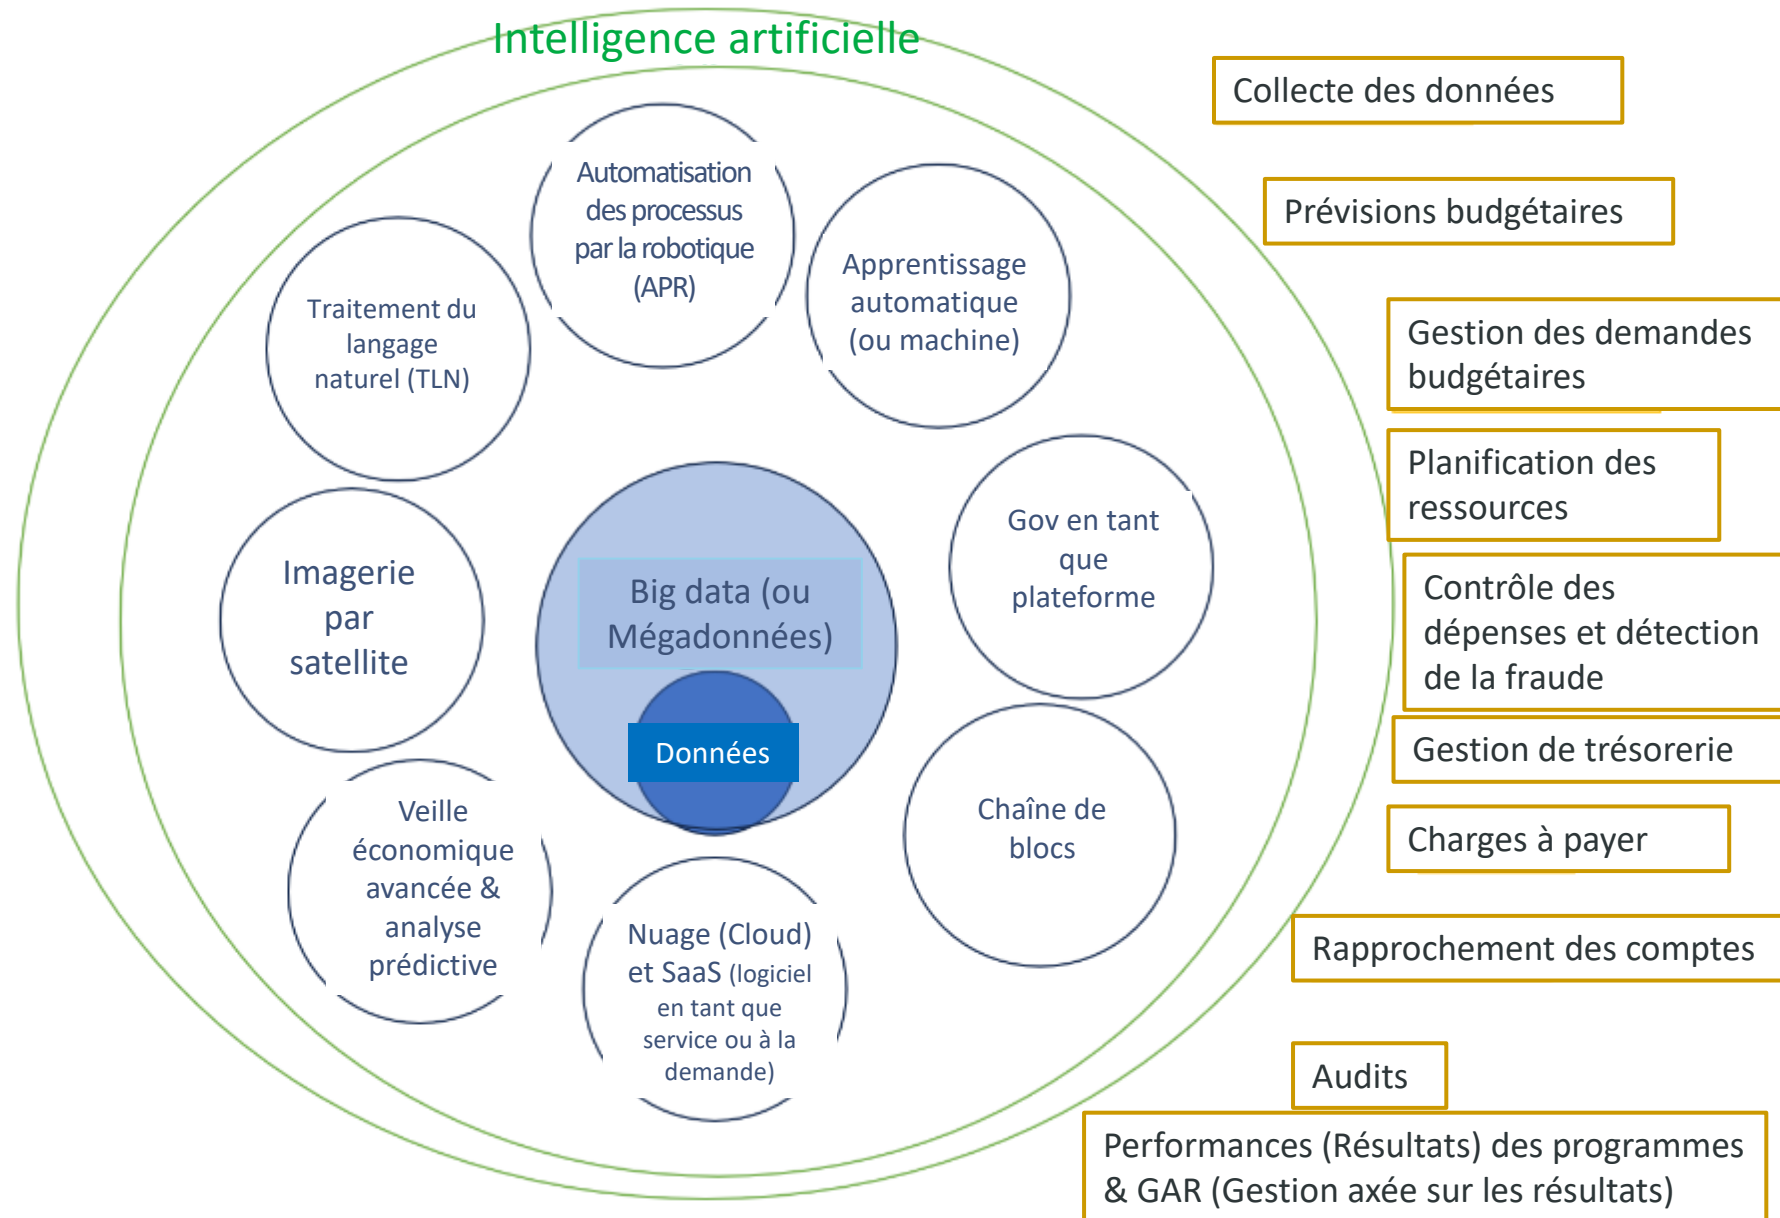 Intelligence artificielle
Automatisation
des processus
par la robotique
(APR)
Apprentissage
automatique
(ou machine)
Traitement du
langage
naturel (TLN)
Gov en tant
que
plateforme
Imagerie
par
satellite
Big data (ou
Mégadonnées)
Données
Chaîne de
blocs
Veille
économique
avancée &
analyse
prédictive
Nuage (Cloud)
et SaaS (logiciel
en tant que
service ou à la
demande)
Collecte des données
Prévisions budgétaires
Gestion des demandes
budgétaires
Planification des
ressources
Contrôle des
dépenses et détection
de la fraude
Gestion de trésorerie
Charges à payer
Rapprochement des comptes
Audits
Performances (Résultats) des programmes
& GAR (Gestion axée sur les résultats)